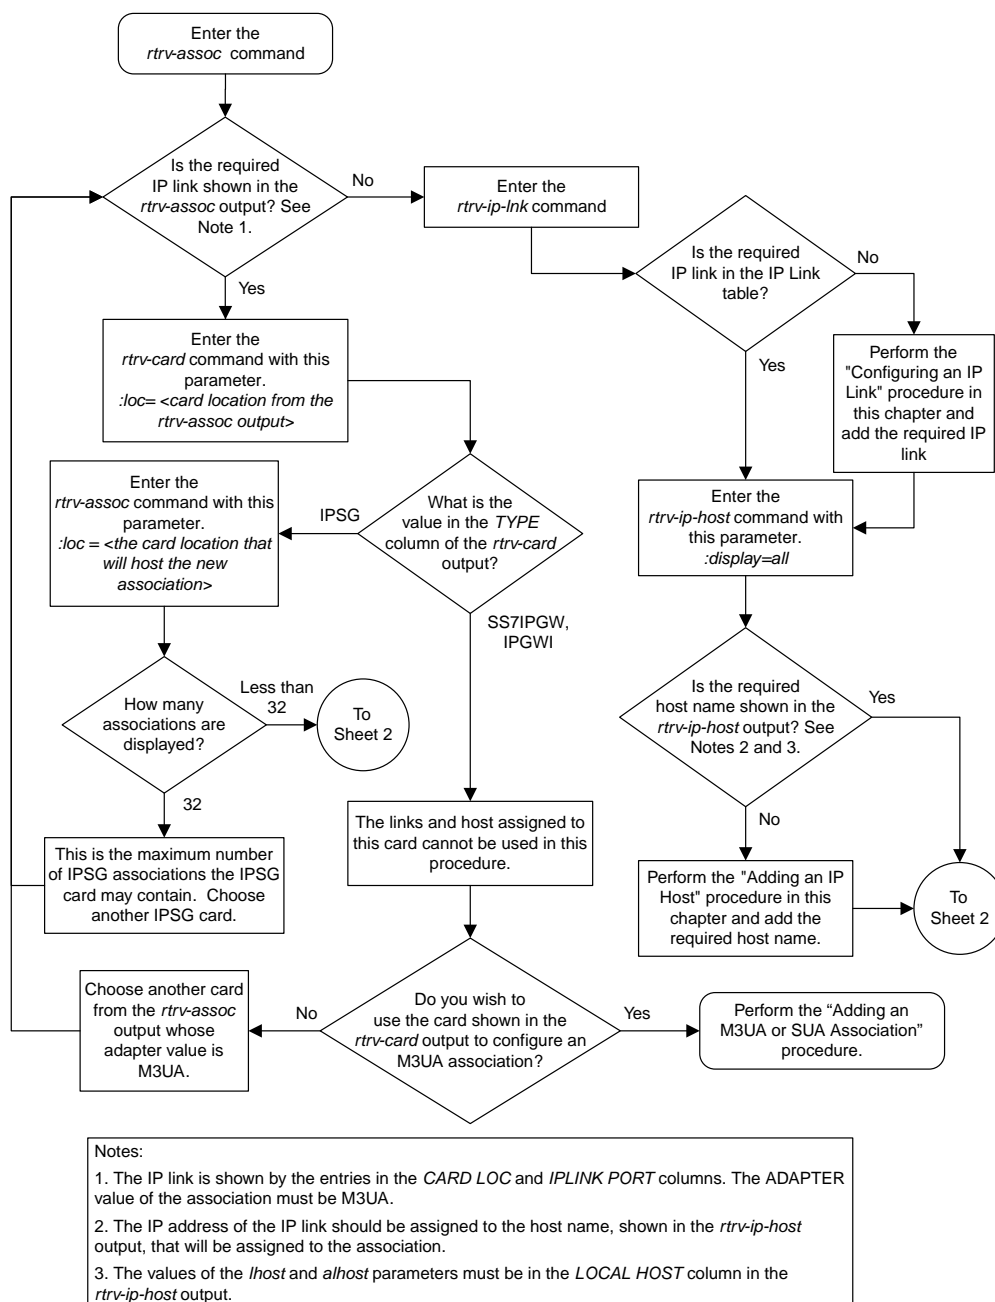 Enter the
rtrv-assoc command
Is the required
IP link shown in the
rtrv-assoc output? See
Note 1.
No
Enter the
rtrv-ip-lnk command
Is the required
IP link in the IP Link
table?
No
Yes
Enter the
rtrv-card command with this
parameter.
:loc= <card location from the
rtrv-assoc output>
Yes
Perform the
"Configuring an IP
Link" procedure in
this chapter and
add the required IP
link
Enter the
rtrv-assoc command with this
parameter.
:loc = <the card location that
will host the new
association>
IPSG
What is the
value in the TYPE
column of the rtrv-card
output?
Enter the
rtrv-ip-host command with
this parameter.
:display=all
SS7IPGW,
IPGWI
How many
associations are
displayed?
Less than
32
To
Sheet 2
Is the required
host name shown in the
rtrv-ip-host output? See
Notes 2 and 3.
Yes
32
No
This is the maximum number
of IPSG associations the IPSG
card may contain. Choose
another IPSG card.
The links and host assigned to
this card cannot be used in this
procedure.
Perform the "Adding an IP
Host" procedure in this
chapter and add the
required host name.
To
Sheet 2
Choose another card
from the rtrv-assoc
output whose
adapter value is
M3UA.
No
Do you wish to
use the card shown in the
rtrv-card output to configure an
M3UA association?
Yes
Perform the “Adding an
M3UA or SUA Association”
procedure.
Notes:
1. The IP link is shown by the entries in the CARD LOC and IPLINK PORT columns. The ADAPTER
value of the association must be M3UA.
2. The IP address of the IP link should be assigned to the host name, shown in the rtrv-ip-host
output, that will be assigned to the association.
3. The values of the lhost and alhost parameters must be in the LOCAL HOST column in the
rtrv-ip-host output.